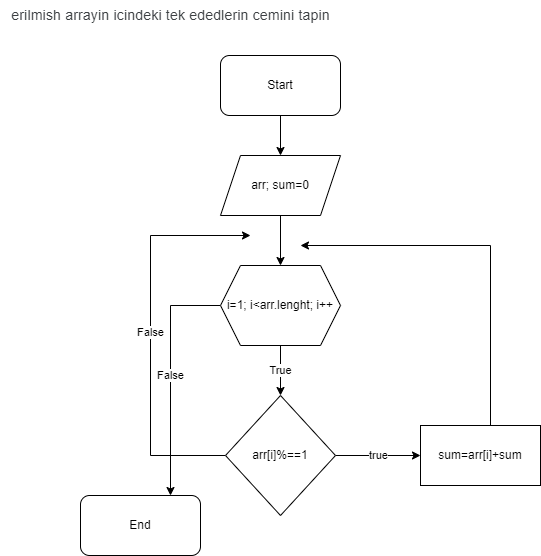 erilmish arrayin icindeki tek ededlerin cemini tapin
Start
arr; sum=0
i=1; i<arr.lenght; i++
False
False
True
arr[i]%==1
true
sum=arr[i]+sum
End